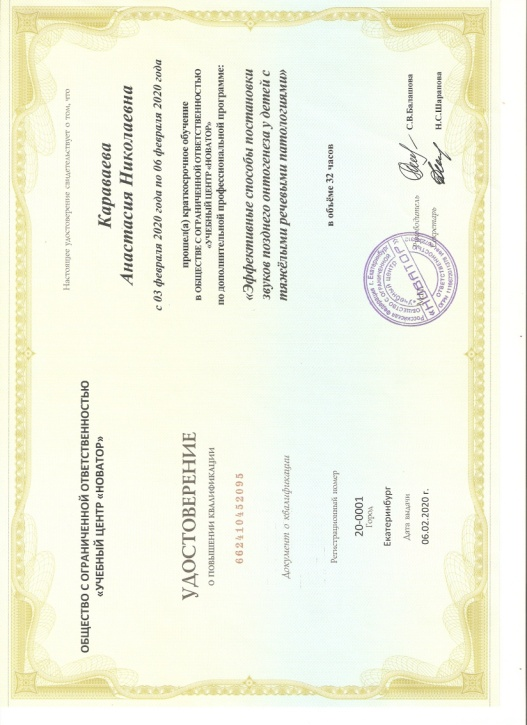 ОБЩЕСТВО С ОГРАНИЧЕННОЙ ОТВЕТСТВЕННОСТЬЮ
«УЧЕБНЫЙ ЦЕНТР «НОВАТОР»
УДОСТОВЕРЕНИЕ
О ПОВЫШЕНИИ КВАЛИФИКАЦИИ
662410452095
Документ о квалификации
Регистрационный номер
20-0001
Город
Екатеринбург
Дата выдачи
06.02.2020 г.
Настоящее удостоверение свидетельствует о том, что
Караваева
Анастасия Николаевна
с 03 февраля 2020 года по 06 февраля 2020 года
прошел(а) краткосрочное обучение
в ОБЩЕСТВЕ С ОГРАНИЧЕННОЙ ОТВЕТСТВЕННОСТЬЮ
«УЧЕБНЫЙ ЦЕНТР «НОВАТОР»
по дополнительной профессиональной программе:
«Эффективные способы постановки
звуков позднего онтогенеза у детей с
тяжёлыми речевыми патологиями»
в объёме 32 часов
Руководитель С.В.Балашова
Секретарь Н.С.Шарапова